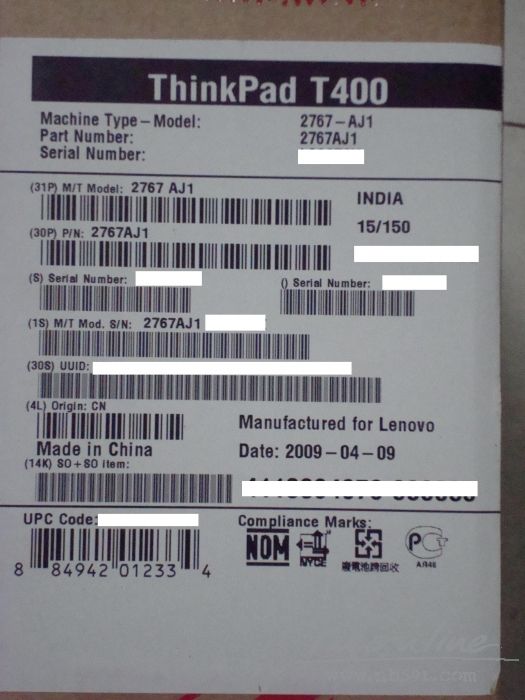 ThinkPad T400
Machine Type-Model: 2767-AJ1
Part Number: 2767AJ1
Serial Number:
(31P) M/T Model: 2767 AJ1
INDIA
(30P) P/N: 2767AJ1
15/150
(S) Serial Number:
() Serial Number:
(1S) M/T Mod. S/N: 2767AJ1
(30S) UUID:
(4L) Origin: CN
Manufactured for Lenovo
Made in China
Date: 2009-04-09
(14K) SO+SO Item:
UPC Code:
Compliance Marks:
NOM
NYCE
廢電池請回收
8 84942 01233 4